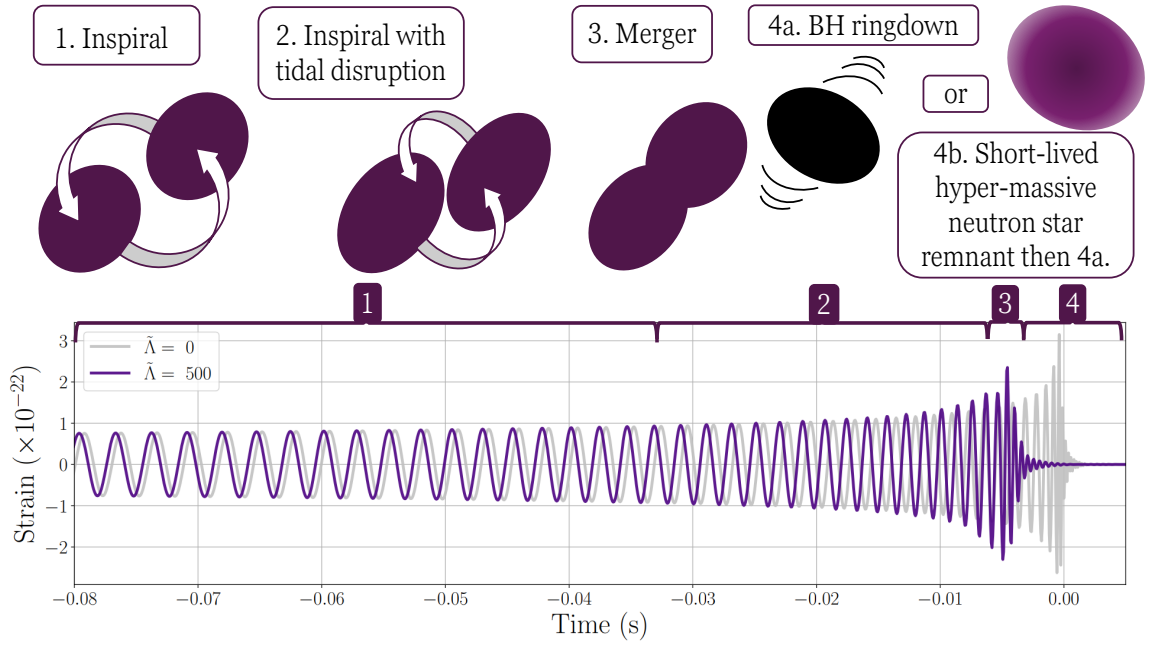 1. Inspiral
2. Inspiral with
tidal disruption
3. Merger
4a. BH ringdown
or
4b. Short-lived
hyper-massive
neutron star
remnant then 4a.
1
2
3
4
Λ̃ = 0
Λ̃ = 500
Strain (×10⁻²²)
3
2
1
0
−1
−2
−0.08 −0.07 −0.06 −0.05 −0.04 −0.03 −0.02 −0.01 0.00
Time (s)